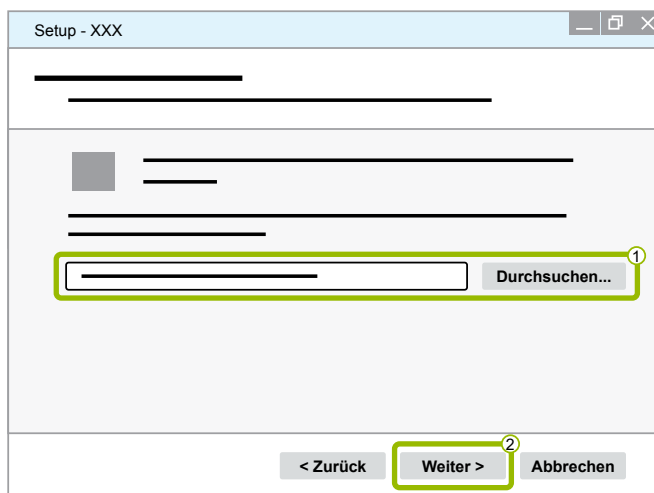 Setup - XXX
1
Durchsuchen...
2
< Zurück Weiter > Abbrechen